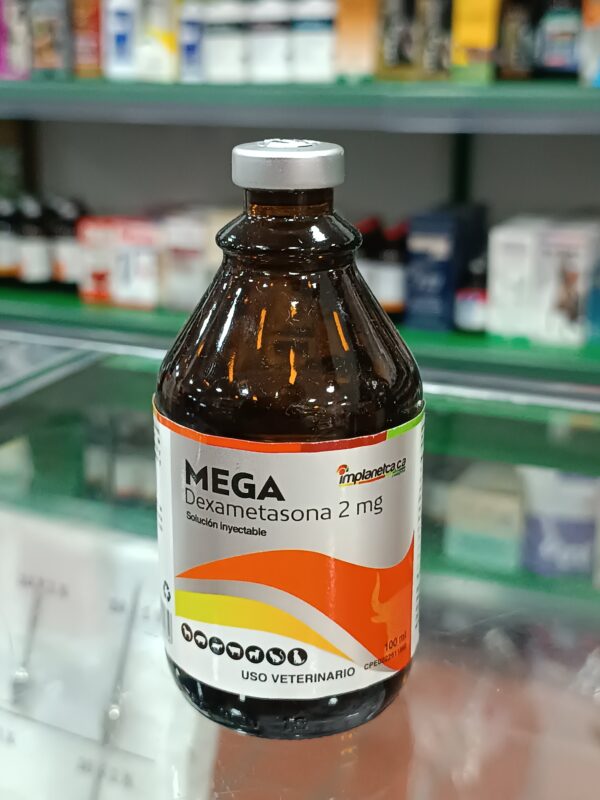 MEGA
Dexametasona 2 mg
Solución inyectable
implanetca,c.a
100 ml
USO VETERINARIO